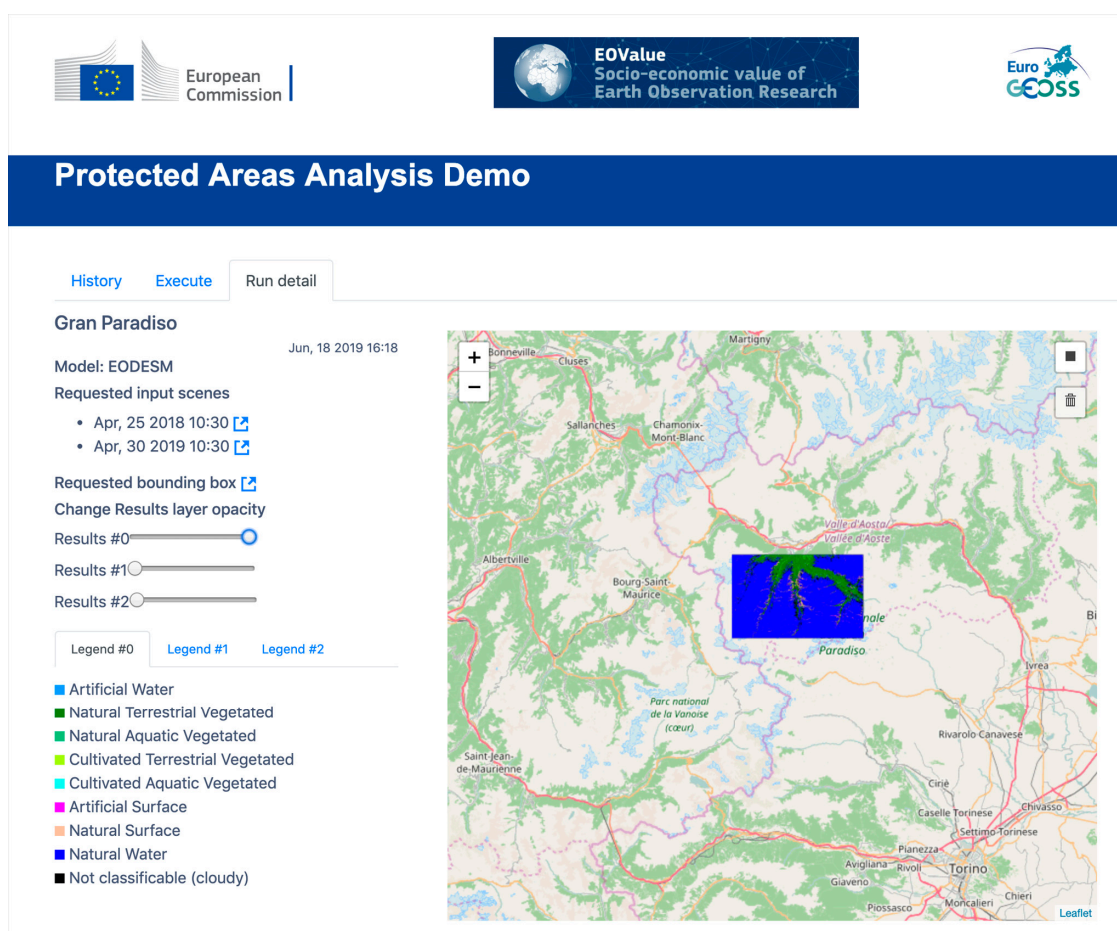 European
Commission
EOValue
Socio-economic value of
Earth Observation Research
Euro
GEOSS
Protected Areas Analysis Demo
History
Execute
Run detail
Gran Paradiso
Jun, 18 2019 16:18
Model: EODESM
Requested input scenes
• Apr, 25 2018 10:30
• Apr, 30 2019 10:30
Requested bounding box
Change Results layer opacity
Results #0
Results #1
Results #2
Legend #0
Legend #1
Legend #2
Artificial Water
Natural Terrestrial Vegetated
Natural Aquatic Vegetated
Cultivated Terrestrial Vegetated
Cultivated Aquatic Vegetated
Artificial Surface
Natural Surface
Natural Water
Not classificable (cloudy)
+
−
Martigny
Bonneville
Cluses
Sallanches
Chamonix-
Mont-Blanc
Valle d'Aosta/
Vallée d'Aoste
Albertville
Bourg-Saint-
Maurice
nale
Paradiso
Bi
Ivrea
Parc national
de la Vanoise
(cœur)
Rivarolo Canavese
Saint-Jean-
de-Maurienne
Cirié
Chivasso
Caselle Torinese
Settimo Torinese
Pianezza
Avigliana
Rivoli
Torino
Giaveno
Chieri
Moncalieri
Piossasco
Leaflet